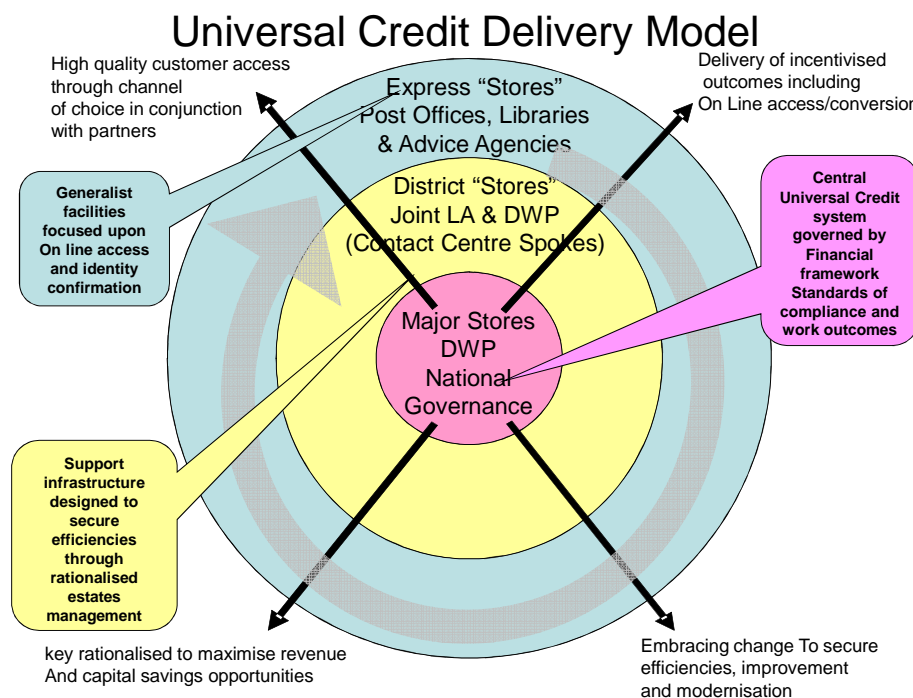 Universal Credit Delivery Model
High quality customer access
through channel
of choice in conjunction
with partners
Delivery of incentivised
outcomes including
On Line access/conversion
Express “Stores”
Post Offices, Libraries
& Advice Agencies
District “Stores”
Joint LA & DWP
(Contact Centre Spokes)
Major Stores
DWP
National
Governance
Generalist
facilities
focused upon
On line access
and identity
confirmation
Central
Universal Credit
system
governed by
Financial
framework
Standards of
compliance and
work outcomes
Support
infrastructure
designed to
secure
efficiencies
through
rationalised
estates
management
key rationalised to maximise revenue
And capital savings opportunities
Embracing change To secure
efficiencies, improvement
and modernisation